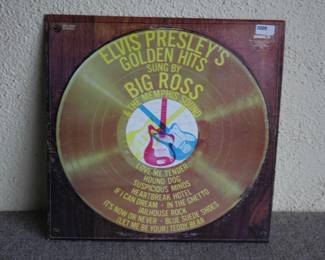 ELVIS PRESLEY'S
GOLDEN HITS
SUNG BY
BIG ROSS
& THE MEMPHIS SOUND
LOVE ME TENDER
HOUND DOG
SUSPICIOUS MINDS
HEARTBREAK HOTEL
IF I CAN DREAM - IN THE GHETTO
JAILHOUSE ROCK
IT'S NOW OR NEVER - BLUE SUEDE SHOES
(LET ME BE YOUR) TEDDY BEAR